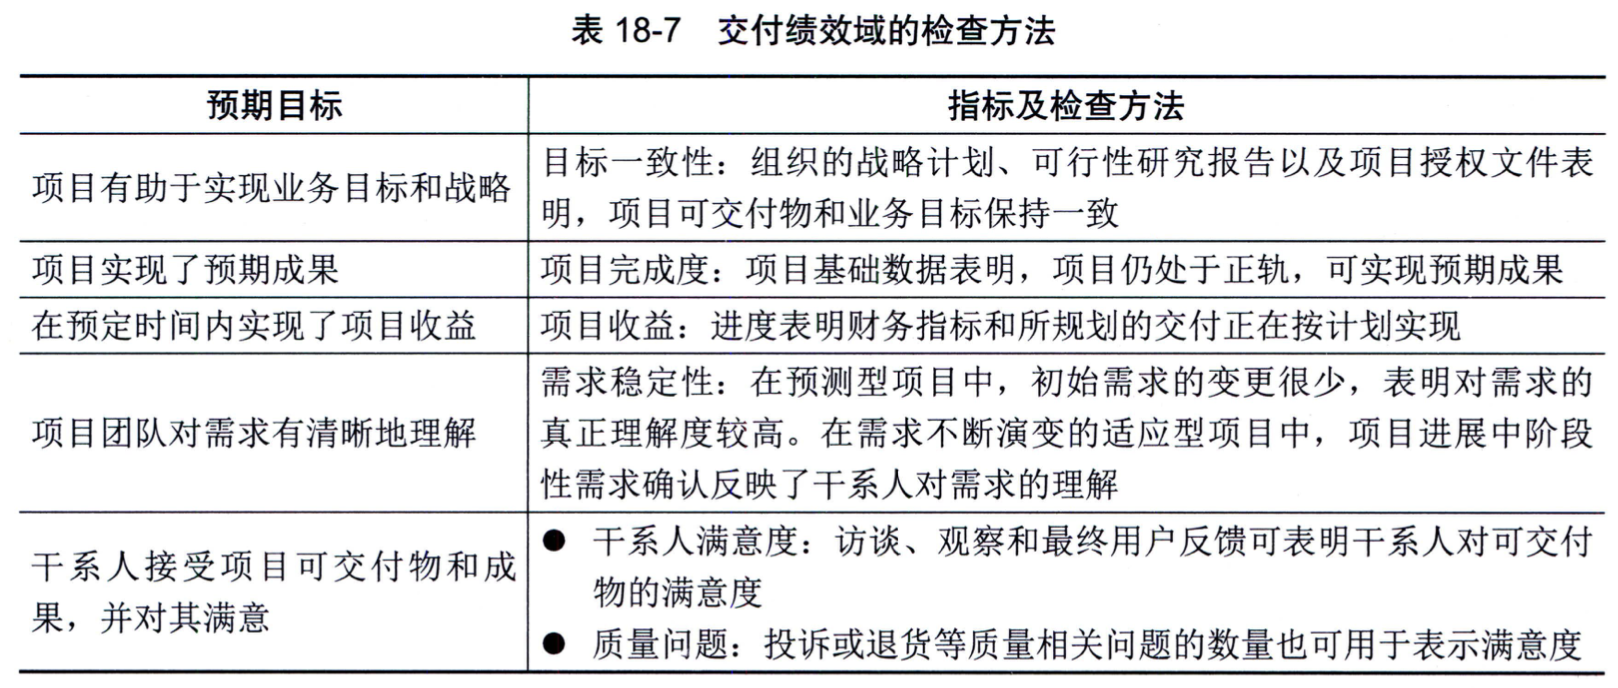 表 18-7 交付绩效域的检查方法
预期目标
指标及检查方法
项目有助于实现业务目标和战略
目标一致性：组织的战略计划、可行性研究报告以及项目授权文件表
明，项目可交付物和业务目标保持一致
项目实现了预期成果
项目完成度：项目基础数据表明，项目仍处于正轨，可实现预期成果
在预定时间内实现了项目收益
项目收益：进度表明财务指标和所规划的交付正在按计划实现
项目团队对需求有清晰地理解
需求稳定性：在预测型项目中，初始需求的变更很少，表明对需求的
真正理解度较高。在需求不断演变的适应型项目中，项目进展中阶段
性需求确认反映了干系人对需求的理解
干系人接受项目可交付物和成
果，并对其满意
● 干系人满意度：访谈、观察和最终用户反馈可表明干系人对可交付
物的满意度
● 质量问题：投诉或退货等质量相关问题的数量也可用于表示满意度